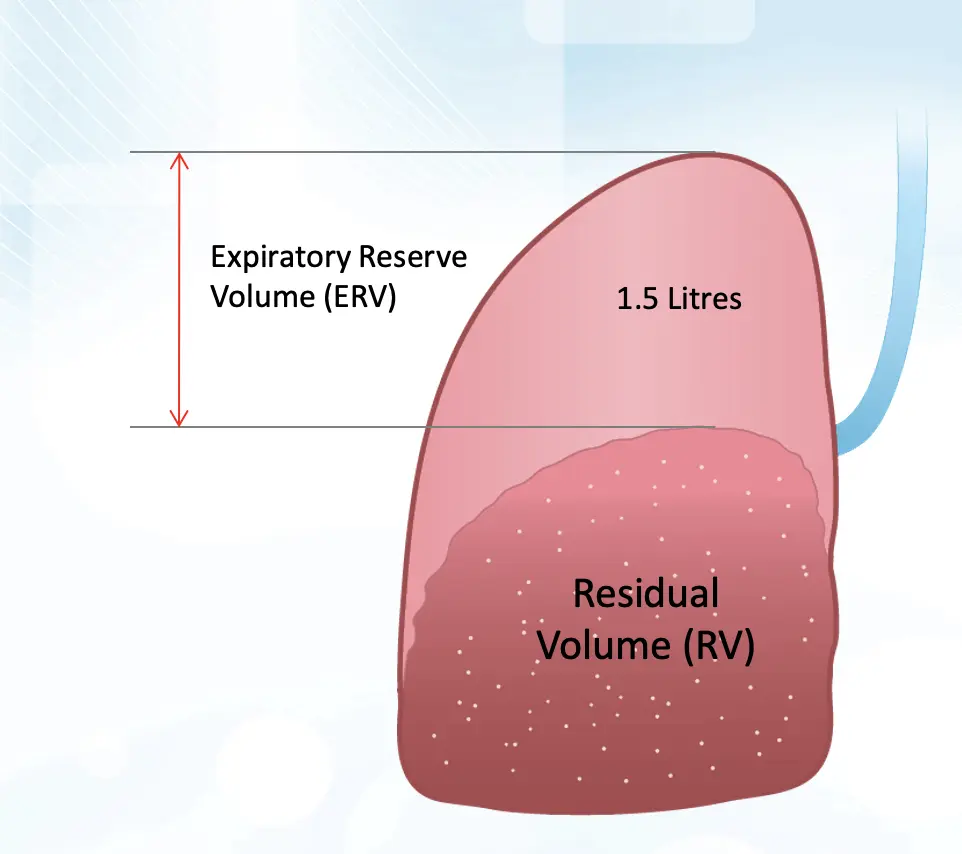 Expiratory Reserve
Volume (ERV)
1.5 Litres
Residual
Volume (RV)